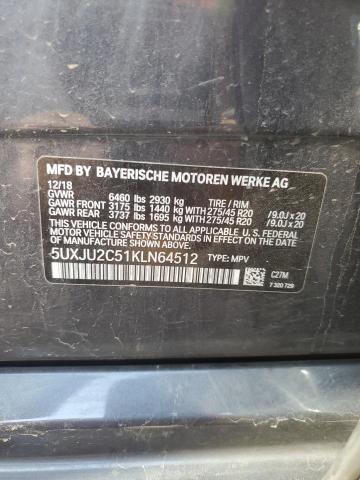 MFD BY BAYERISCHE MOTOREN WERKE AG
12/18
GVWR 6460 lbs 2930 kg TIRE / RIM
GAWR FRONT 3175 lbs 1440 kg WITH 275/45 R20 / 9.0J x 20
GAWR REAR 3737 lbs 1695 kg WITH 275/45 R20 / 9.0J x 20
THIS VEHICLE CONFORMS TO ALL APPLICABLE U. S. FEDERAL
MOTOR VEHICLE SAFETY STANDARDS IN EFFECT ON THE DATE OF
MANUFACTURE SHOWN ABOVE.
5UXJU2C51KLN64512 TYPE: MPV
C27M
7 320 729